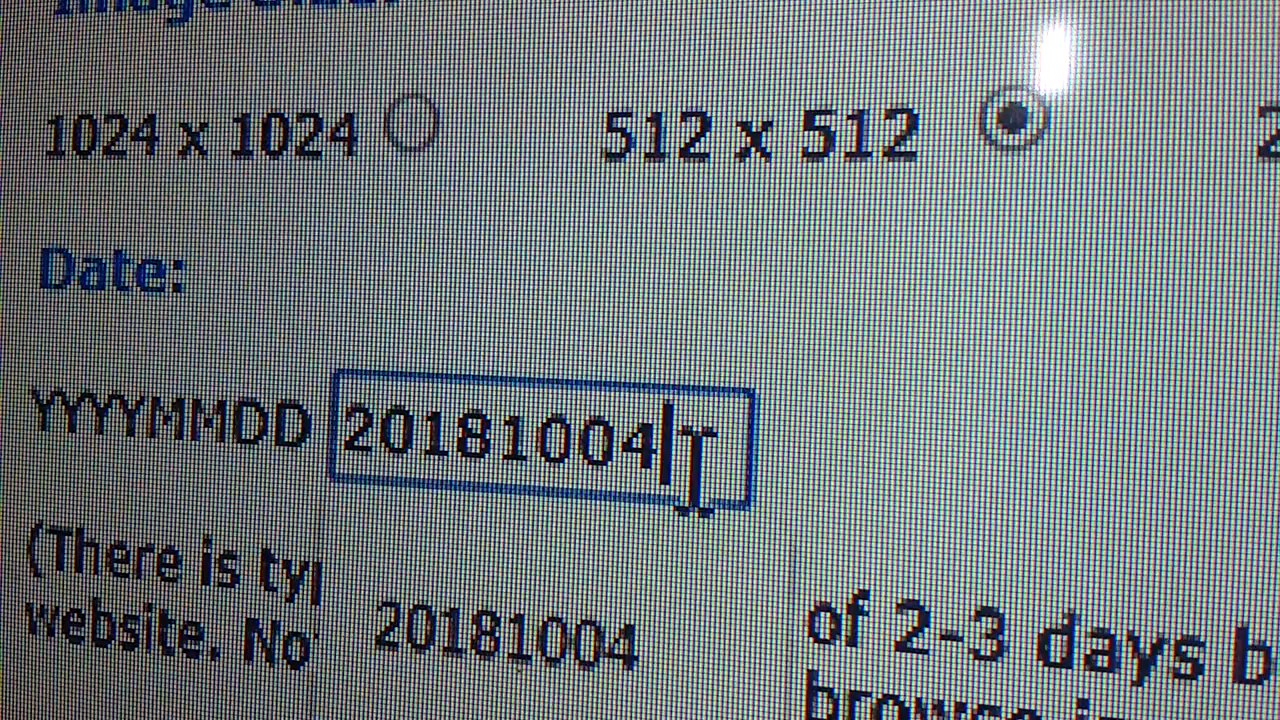 1024 x 1024 512 x 512
Date:
YYYYMMDD 20181004
(There is
website. 20181004 of 2-3 days